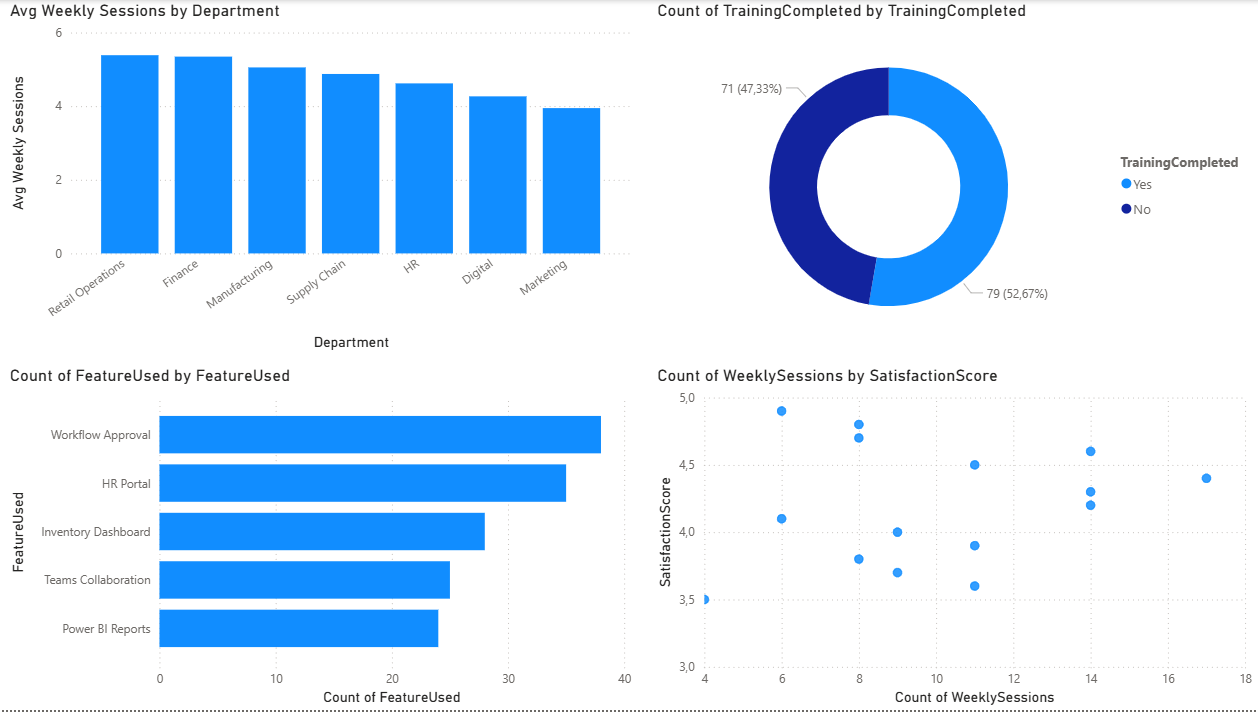 Avg Weekly Sessions by Department
6
4
2
0
Avg Weekly Sessions
Retail Operations
Finance
Manufacturing
Supply Chain
HR
Digital
Marketing
Department
Count of TrainingCompleted by TrainingCompleted
71 (47,33%)
79 (52,67%)
TrainingCompleted
Yes
No
Count of FeatureUsed by FeatureUsed
FeatureUsed
Workflow Approval
HR Portal
Inventory Dashboard
Teams Collaboration
Power BI Reports
0 10 20 30 40
Count of FeatureUsed
Count of WeeklySessions by SatisfactionScore
SatisfactionScore
5,0
4,5
4,0
3,5
3,0
4 6 8 10 12 14 16 18
Count of WeeklySessions